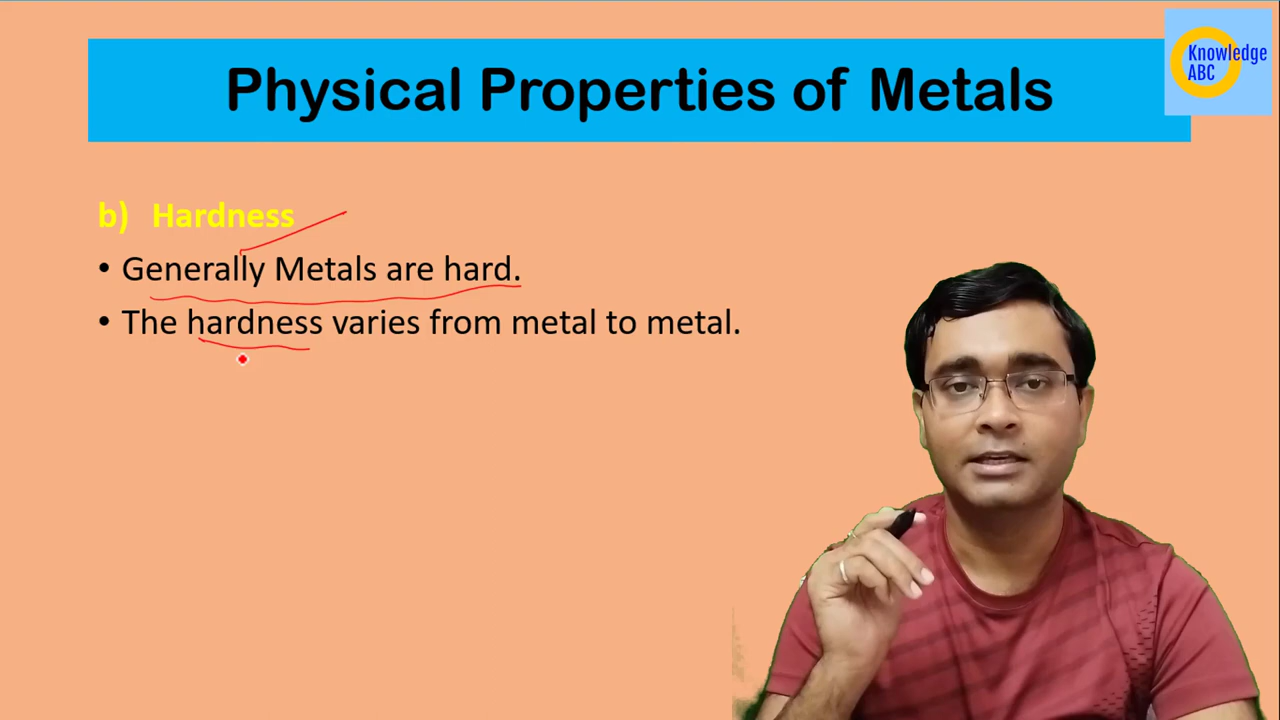 Knowledge
ABC
Physical Properties of Metals
b) Hardness
• Generally Metals are hard.
• The hardness varies from metal to metal.